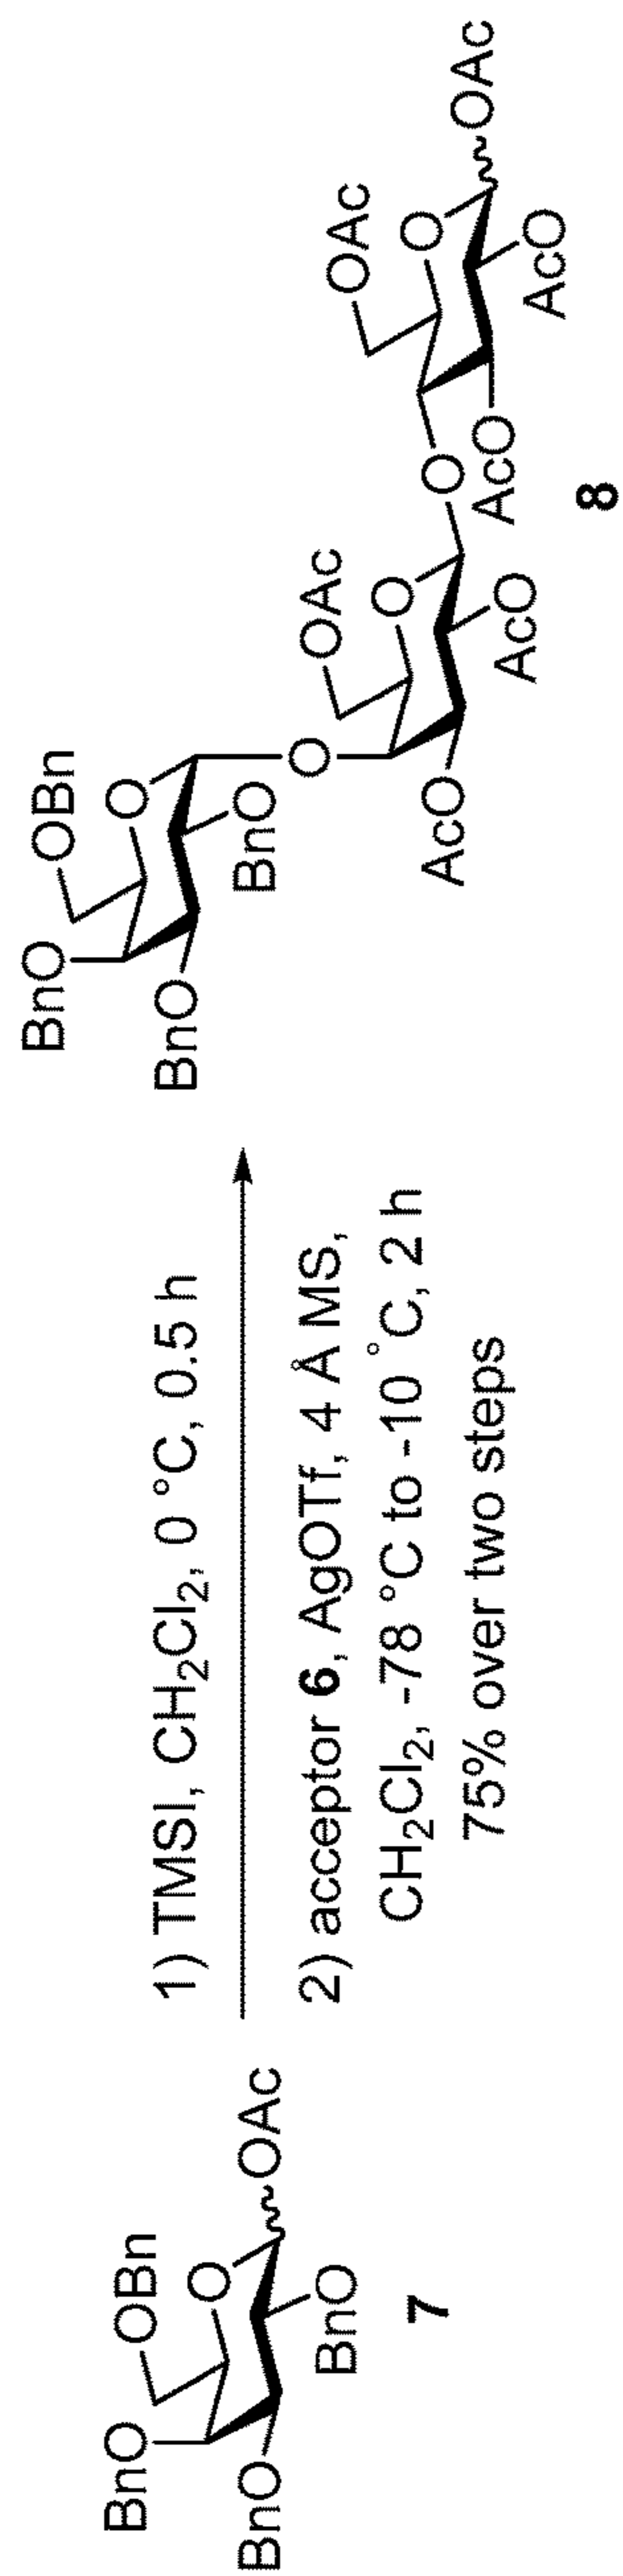 BnO
OBn
O
BnO
BnO
OAc
7
1) TMSI, CH2Cl2, 0 °C, 0.5 h
2) acceptor 6, AgOTf, 4 Å MS,
CH2Cl2, -78 °C to -10 °C, 2 h
75% over two steps
BnO
OBn
O
BnO
BnO
O
OAc
O
AcO
AcO
O
OAc
O
AcO
AcO
OAc
8